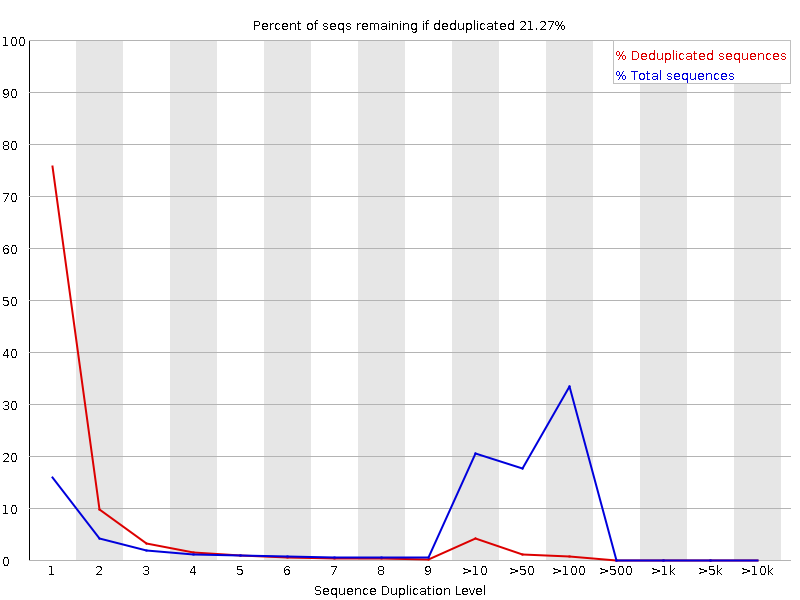 Percent of seqs remaining if deduplicated 21.27%
% Deduplicated sequences
% Total sequences
100
90
80
70
60
50
40
30
20
10
0
1 2 3 4 5 6 7 8 9 >10 >50 >100 >500 >1k >5k >10k
Sequence Duplication Level